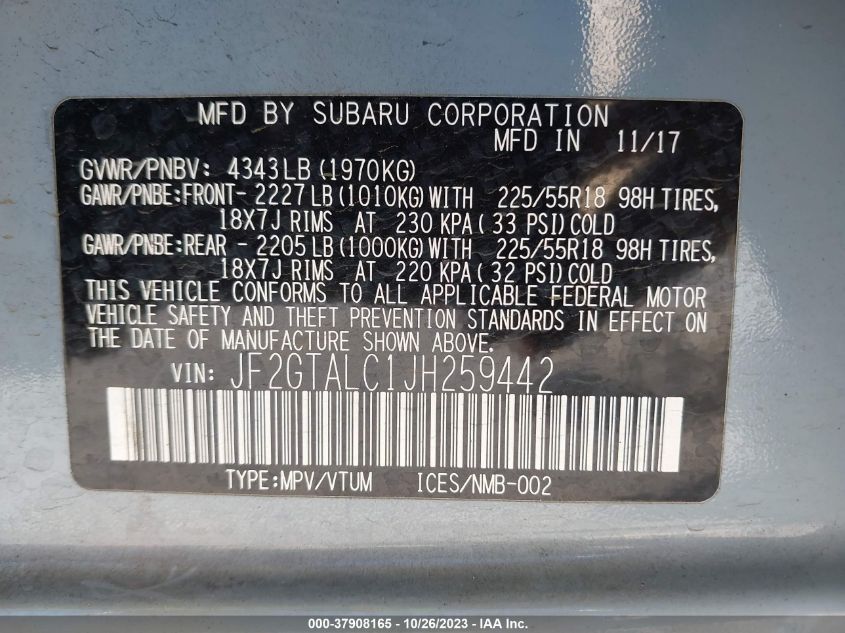 MFD BY SUBARU CORPORATION
MFD IN 11/17
GVWR/PNBV: 4343LB (1970KG)
GAWR/PNBE:FRONT- 2227LB (1010KG) WITH 225/55R18 98H TIRES,
18X7J RIMS AT 230 KPA( 33 PSI)COLD
GAWR/PNBE:REAR - 2205LB (1000KG) WITH 225/55R18 98H TIRES,
18X7J RIMS AT 220 KPA( 32 PSI)COLD
THIS VEHICLE CONFORMS TO ALL APPLICABLE FEDERAL MOTOR
VEHICLE SAFETY AND THEFT PREVENTION STANDARDS IN EFFECT ON
THE DATE OF MANUFACTURE SHOWN ABOVE.
VIN: JF2GTALC1JH259442
TYPE:MPV/VTUM ICES/NMB-002
000-37908165 - 10/26/2023 - IAA Inc.